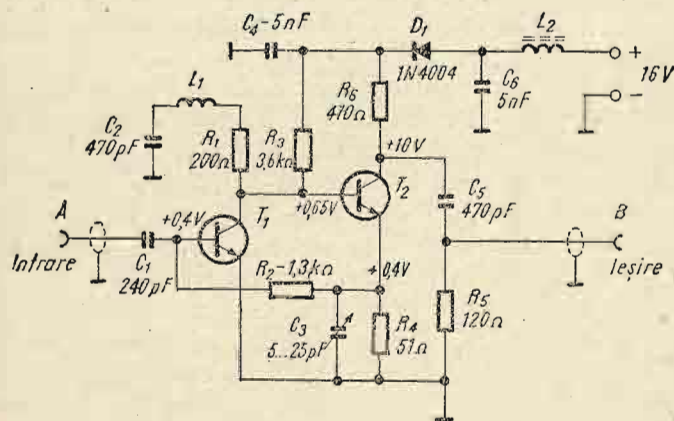 C4-5nF
D1
L2
1N4004
+
16V
−
C6
5nF
L1
R6
470Ω
C2
470pF
R1
200Ω
R3
3,6kΩ
+10V
T2
C5
470pF
A
+0,4V
T1
+0,65V
B
Intrare
C1
240pF
R2-1,3kΩ
+0,4V
Ieșire
C3
5...25pF
R4
51Ω
R5
120Ω